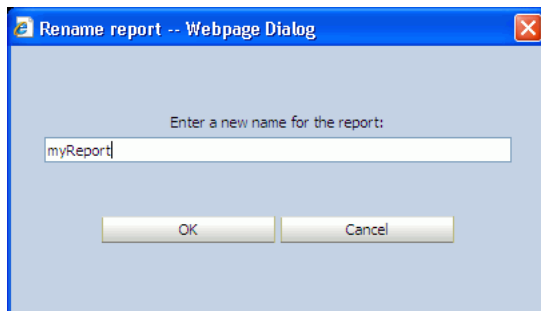 Rename report -- Webpage Dialog
Enter a new name for the report:
myReport
OK Cancel